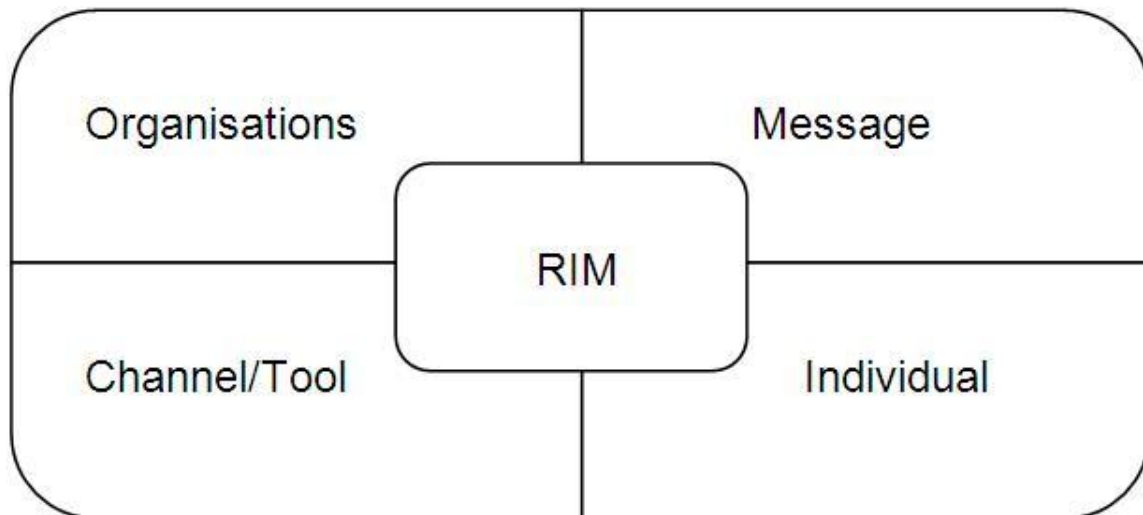 Organisations
Message
RIM
Channel/Tool
Individual